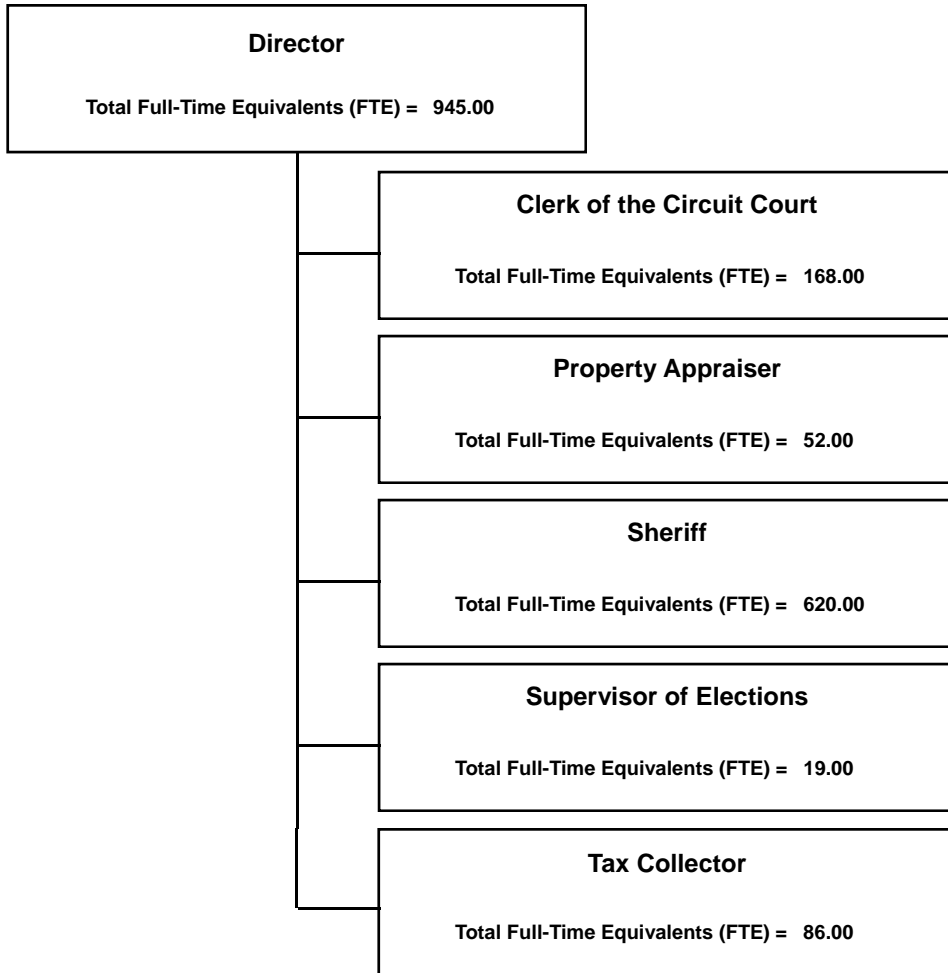 Director
Total Full-Time Equivalents (FTE) = 945.00
Clerk of the Circuit Court
Total Full-Time Equivalents (FTE) = 168.00
Property Appraiser
Total Full-Time Equivalents (FTE) = 52.00
Sheriff
Total Full-Time Equivalents (FTE) = 620.00
Supervisor of Elections
Total Full-Time Equivalents (FTE) = 19.00
Tax Collector
Total Full-Time Equivalents (FTE) = 86.00